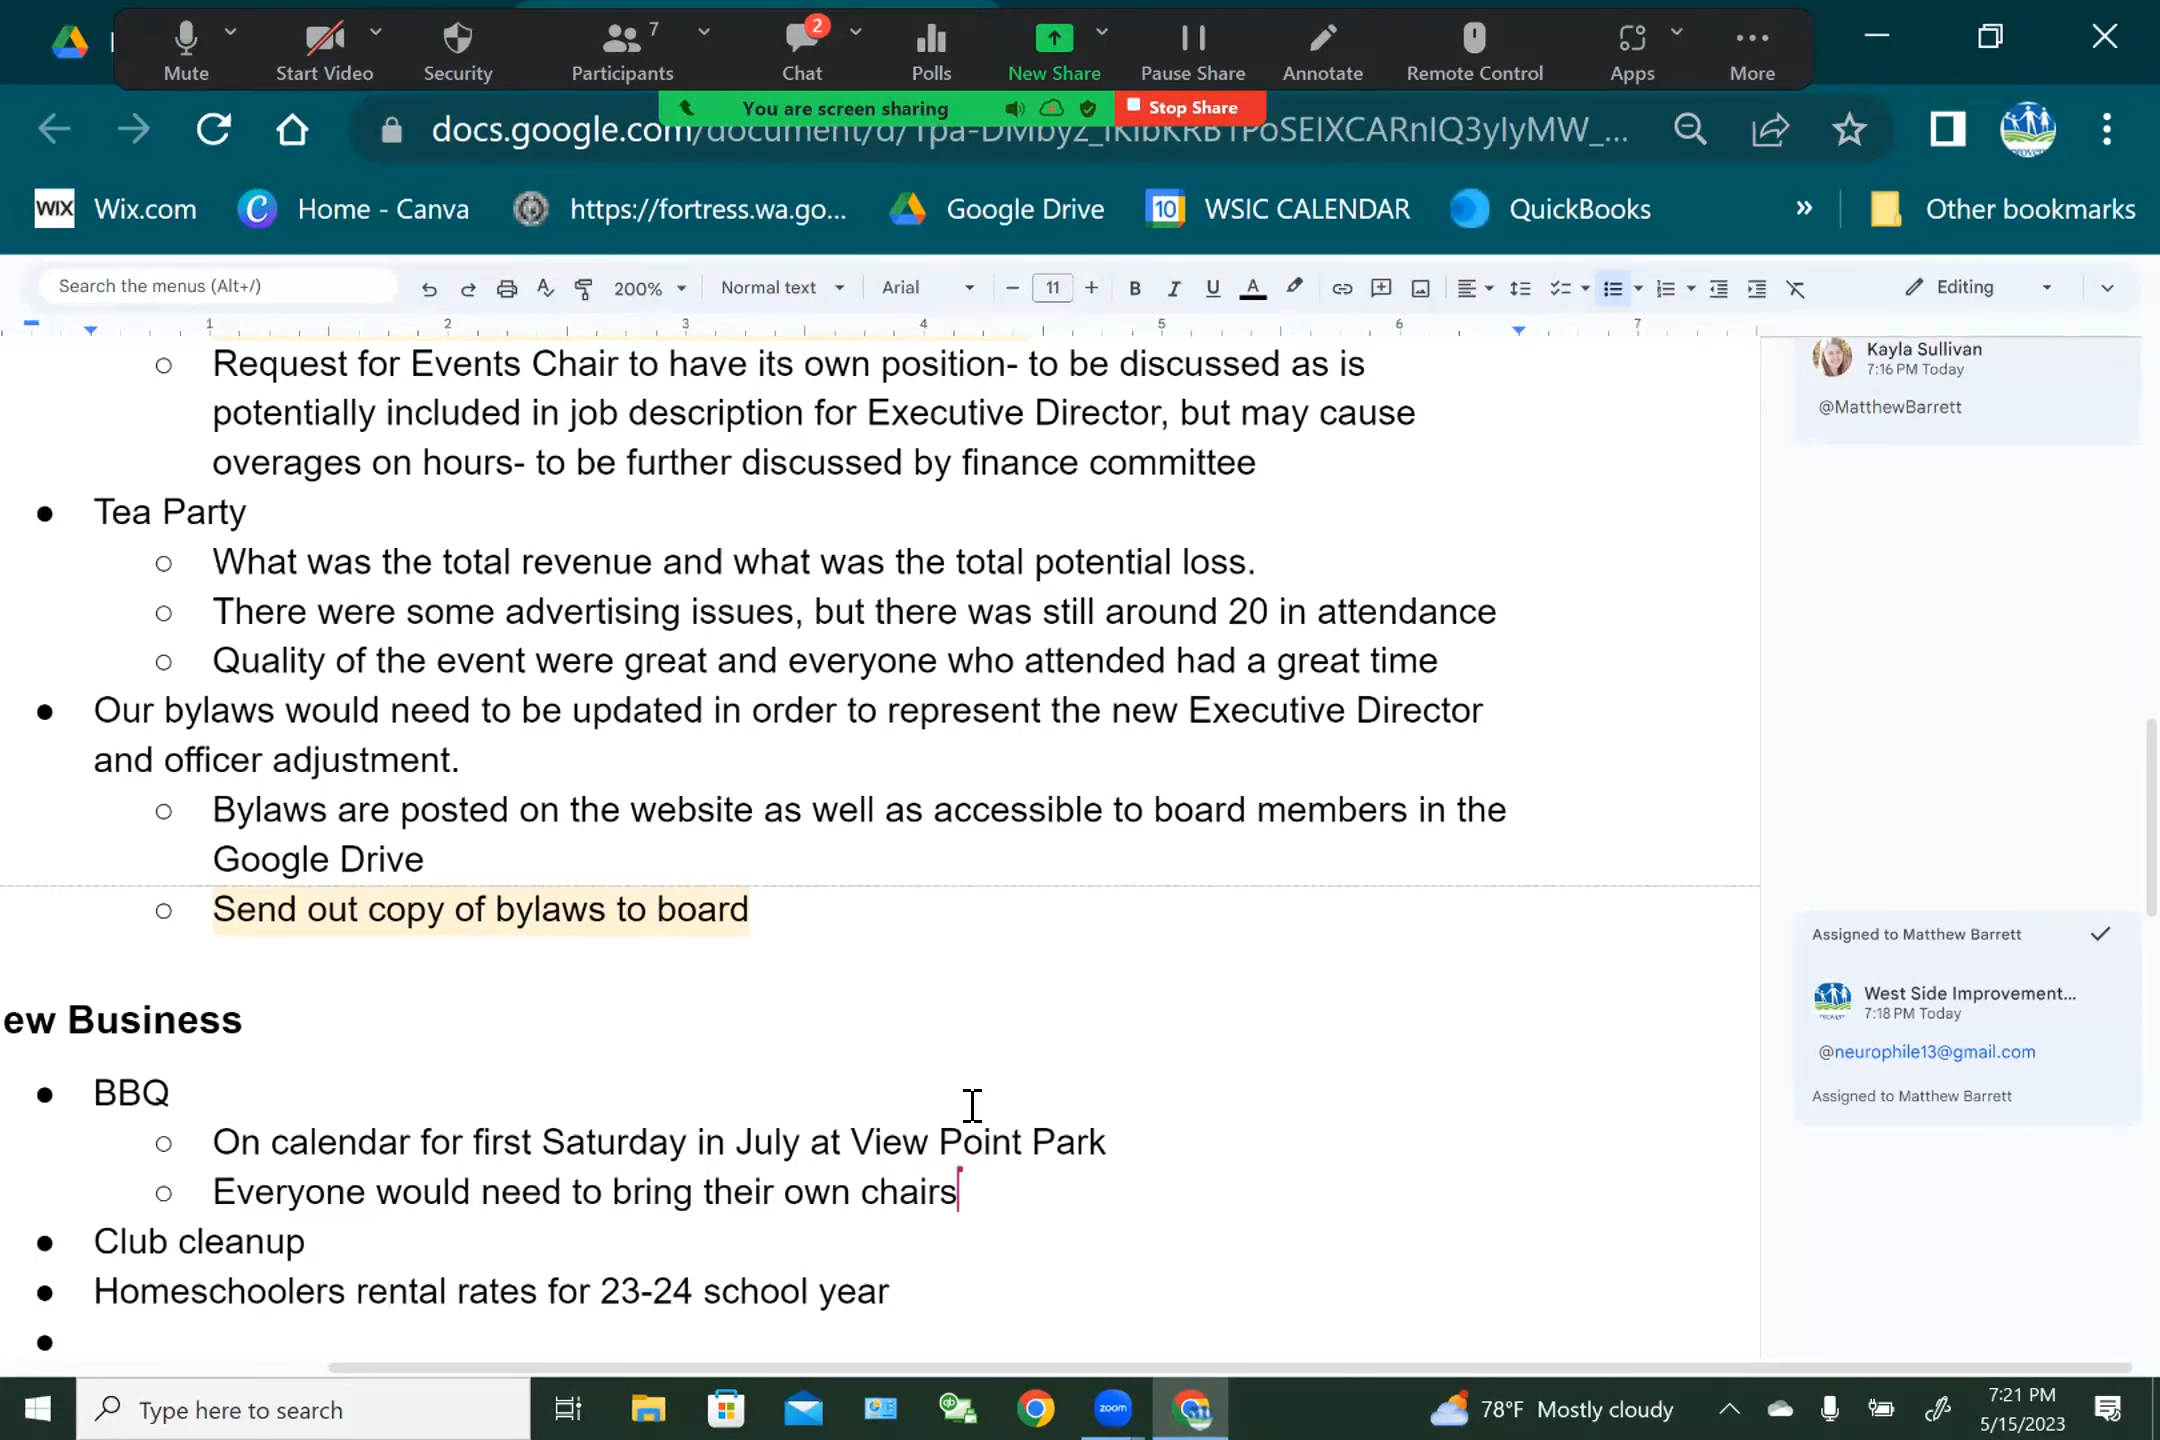 Mute
Start Video
Security
Participants 7
Chat 2
Polls
New Share
Pause Share
Annotate
Remote Control
Apps
More
You are screen sharing
Stop Share
WIX Wix.com
Home - Canva
https://fortress.wa.go...
Google Drive
10 WSIC CALENDAR
QuickBooks
»
Other bookmarks
Search the menus (Alt+/)
200%
Normal text
Arial
11
B I U A
Editing
1 2 3 4 5 6 7
○ Request for Events Chair to have its own position- to be discussed as is
potentially included in job description for Executive Director, but may cause
overages on hours- to be further discussed by finance committee
● Tea Party
○ What was the total revenue and what was the total potential loss.
○ There were some advertising issues, but there was still around 20 in attendance
○ Quality of the event were great and everyone who attended had a great time
● Our bylaws would need to be updated in order to represent the new Executive Director
and officer adjustment.
○ Bylaws are posted on the website as well as accessible to board members in the
Google Drive
○ Send out copy of bylaws to board
ew Business
● BBQ
○ On calendar for first Saturday in July at View Point Park
○ Everyone would need to bring their own chairs
● Club cleanup
● Homeschoolers rental rates for 23-24 school year
●
Kayla Sullivan
7:16 PM Today
@MatthewBarrett
Assigned to Matthew Barrett
West Side Improvement...
7:18 PM Today
@neurophile13@gmail.com
Assigned to Matthew Barrett
Type here to search
zoom
78°F Mostly cloudy
7:21 PM
5/15/2023